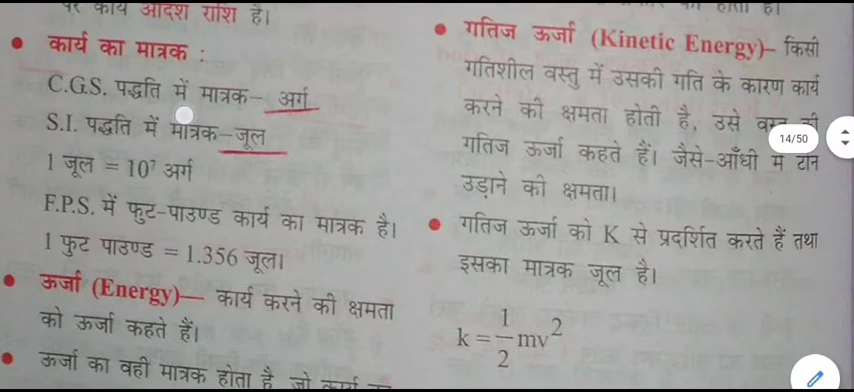 पर कार्य आदिश राशि है।
कार्य का मात्रक :
C.G.S. पद्धति में मात्रक– अर्ग
S.I. पद्धति में मात्रक–जूल
1 जूल = 10⁷ अर्ग
F.P.S. में फुट-पाउण्ड कार्य का मात्रक है।
1 फुट पाउण्ड = 1.356 जूल।
ऊर्जा (Energy)— कार्य करने की क्षमता
को ऊर्जा कहते हैं।
ऊर्जा का वही मात्रक होता है जो कार्य
होता है।
गतिज ऊर्जा (Kinetic Energy)– किसी
गतिशील वस्तु में उसकी गति के कारण कार्य
करने की क्षमता होती है, उसे वस्तु की
गतिज ऊर्जा कहते हैं। जैसे–आँधी में टीन
उड़ाने की क्षमता।
गतिज ऊर्जा को K से प्रदर्शित करते हैं तथा
इसका मात्रक जूल है।
k = 1/2 mv²
14/50